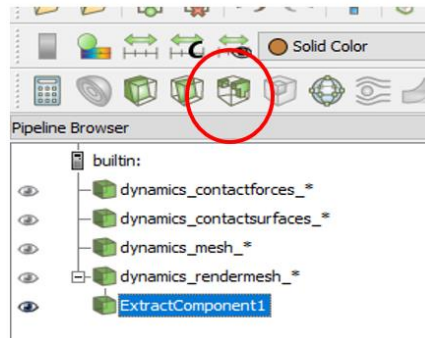 Solid Color
Pipeline Browser
builtin:
dynamics_contactforces_*
dynamics_contactsurfaces_*
dynamics_mesh_*
dynamics_rendermesh_*
ExtractComponent1